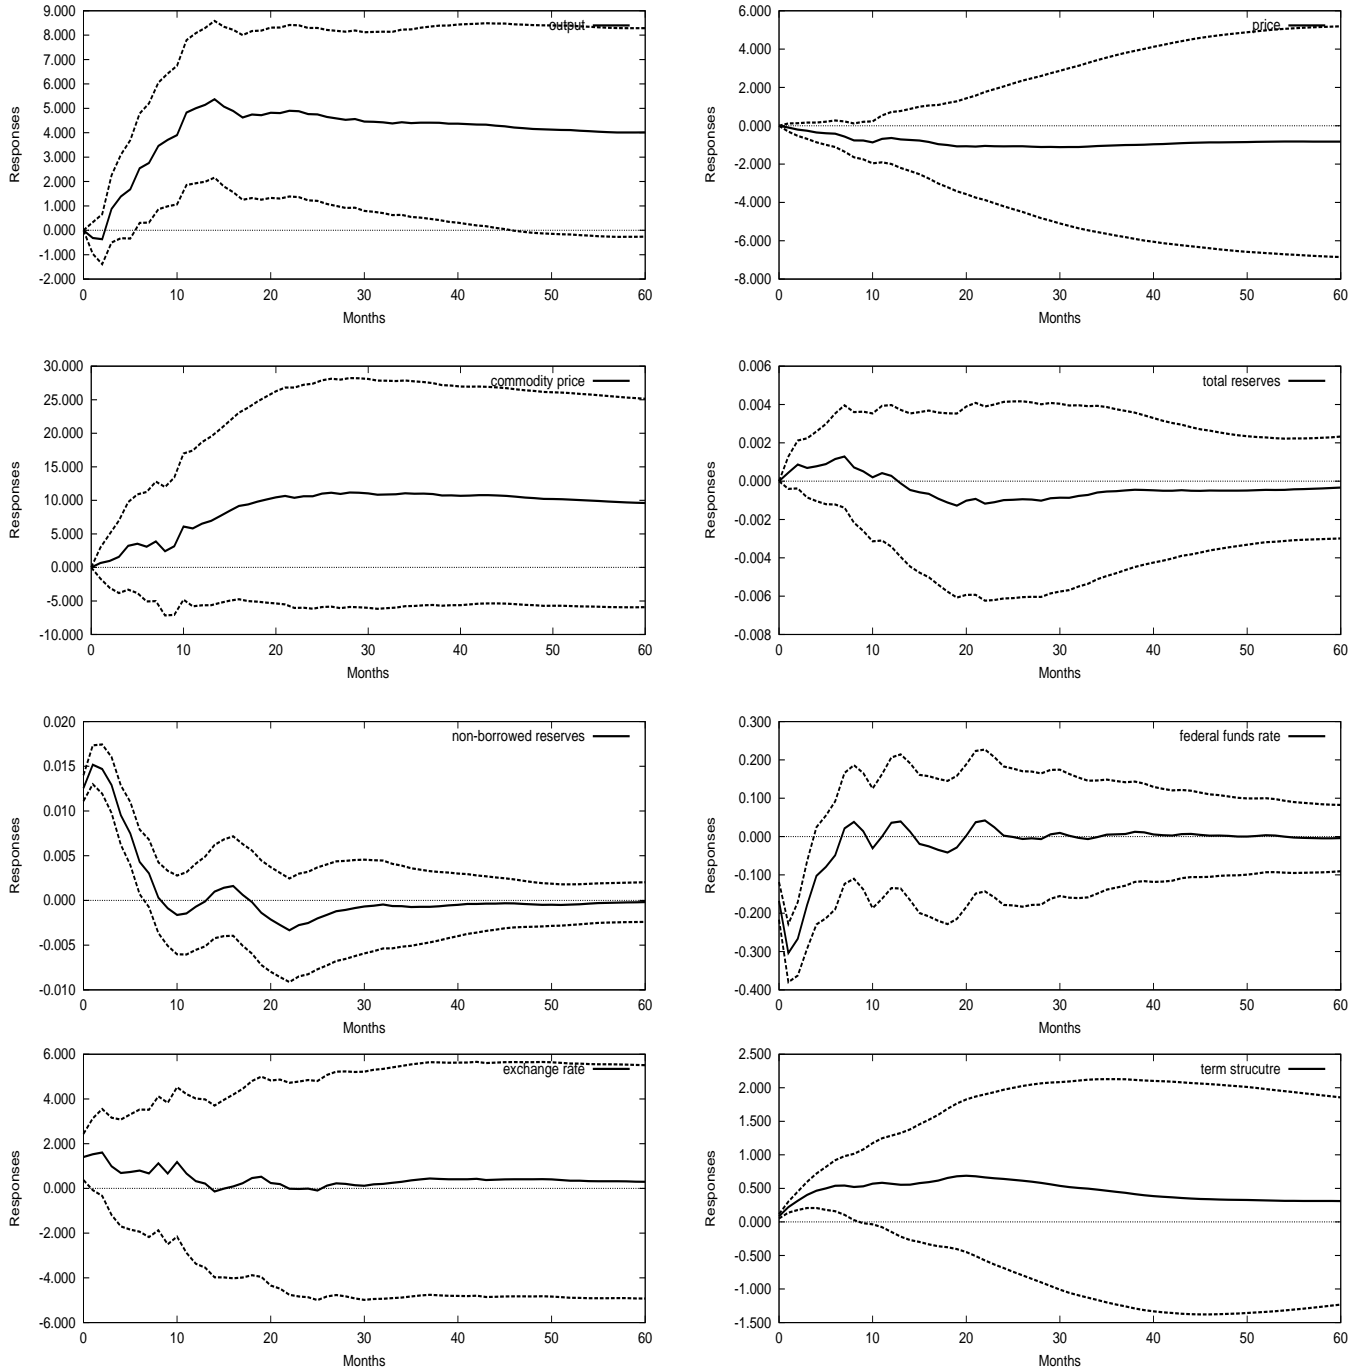 output
9.000
8.000
7.000
6.000
5.000
4.000
3.000
2.000
1.000
0.000
-1.000
-2.000
Responses
0 10 20 30 40 50 60
Months
price
6.000
4.000
2.000
0.000
-2.000
-4.000
-6.000
-8.000
Responses
0 10 20 30 40 50 60
Months
commodity price
30.000
25.000
20.000
15.000
10.000
5.000
0.000
-5.000
-10.000
Responses
0 10 20 30 40 50 60
Months
total reserves
0.006
0.004
0.002
0.000
-0.002
-0.004
-0.006
-0.008
Responses
0 10 20 30 40 50 60
Months
non-borrowed reserves
0.020
0.015
0.010
0.005
0.000
-0.005
-0.010
Responses
0 10 20 30 40 50 60
Months
federal funds rate
0.300
0.200
0.100
0.000
-0.100
-0.200
-0.300
-0.400
Responses
0 10 20 30 40 50 60
Months
exchange rate
6.000
4.000
2.000
0.000
-2.000
-4.000
-6.000
Responses
0 10 20 30 40 50 60
Months
term strucutre
2.500
2.000
1.500
1.000
0.500
0.000
-0.500
-1.000
-1.500
Responses
0 10 20 30 40 50 60
Months